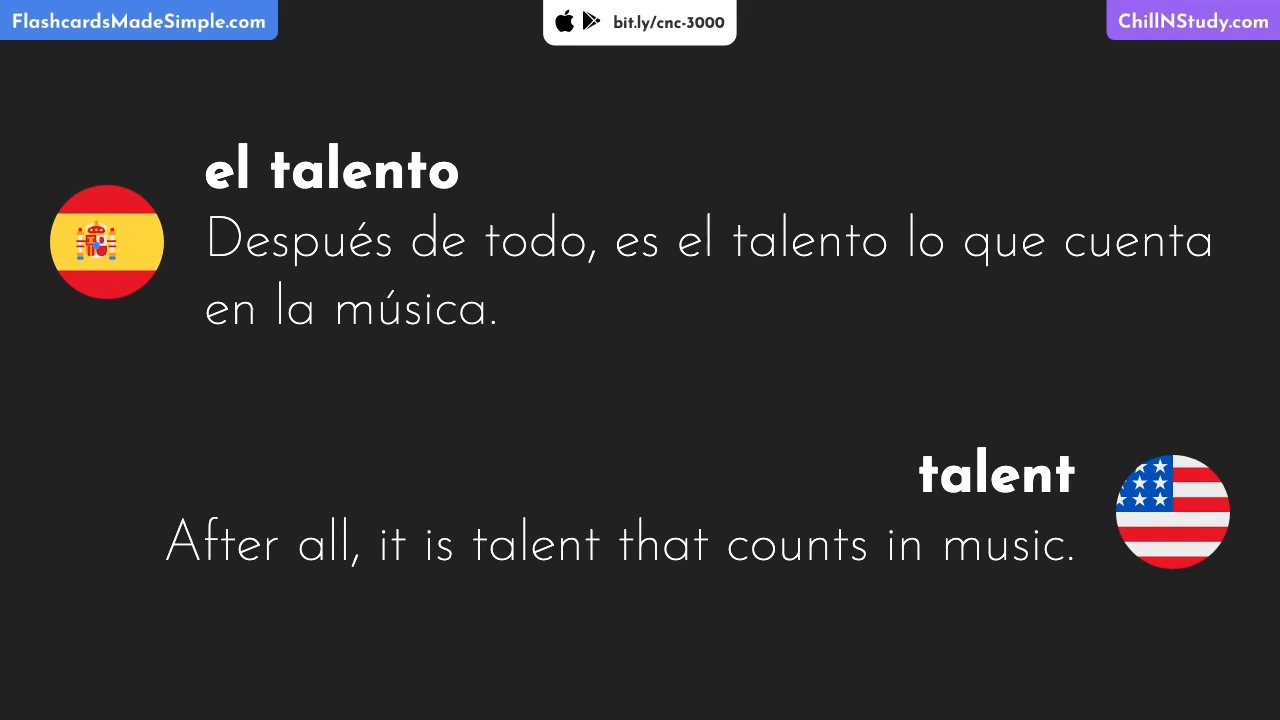 FlashcardsMadeSimple.com
bit.ly/cnc-3000
ChillNStudy.com
el talento
Después de todo, es el talento lo que cuenta
en la música.
talent
After all, it is talent that counts in music.